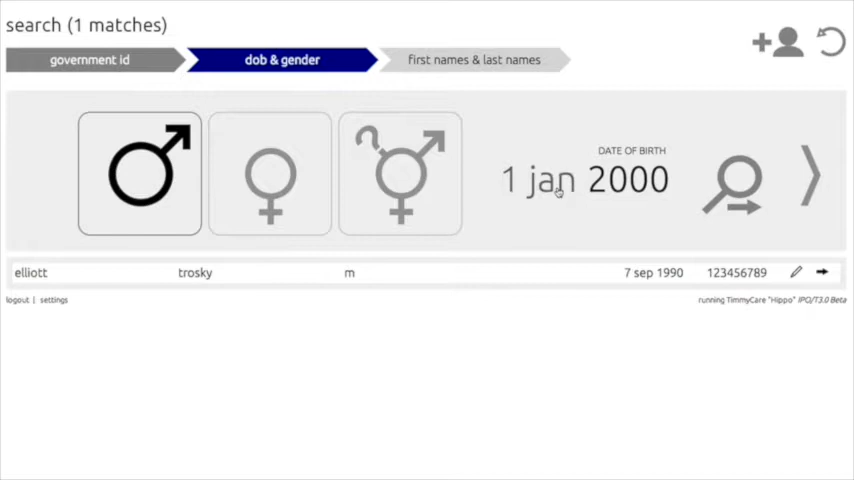 search (1 matches)
government id
dob & gender
first names & last names
DATE OF BIRTH
1 jan 2000
elliott trosky m 7 sep 1990 123456789
logout | settings
running TimmyCare "Hippo" IPO/T3.0 Beta